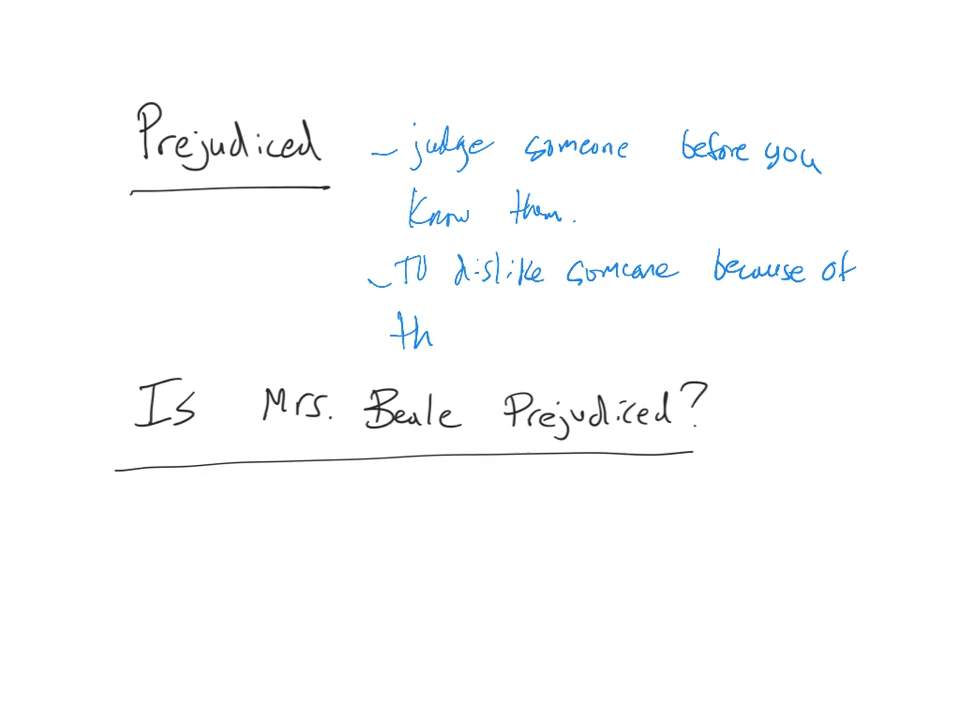 Prejudiced - judge someone before you
know them.
- To dislike someone because of
th
Is Mrs. Beale Prejudiced?